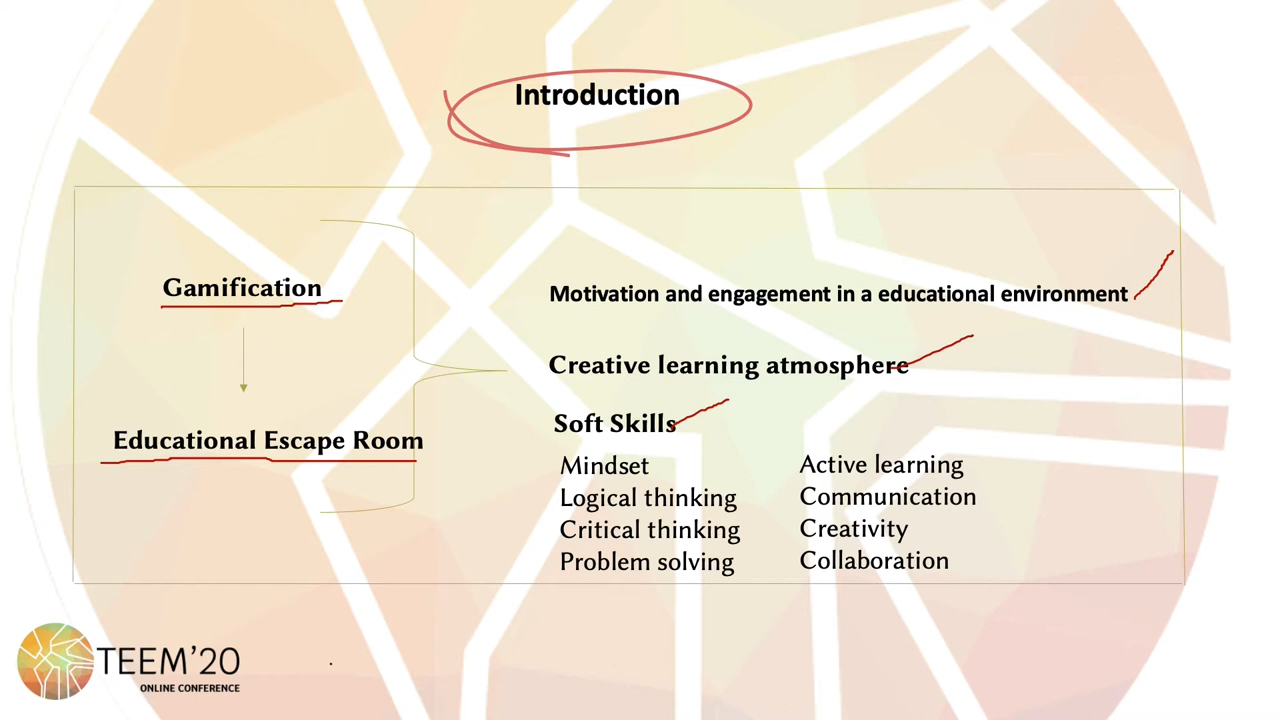 Introduction
Gamification
Educational Escape Room
Motivation and engagement in a educational environment
Creative learning atmosphere
Soft Skills
Mindset
Logical thinking
Critical thinking
Problem solving
Active learning
Communication
Creativity
Collaboration
TEEM'20
ONLINE CONFERENCE